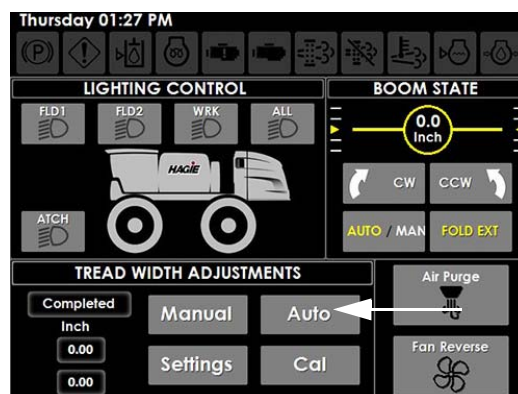 Thursday 01:27 PM
(P)
LIGHTING CONTROL
FLD1 FLD2 WRK ALL
HAGIE
ATCH
BOOM STATE
0.0
Inch
CW CCW
AUTO / MAN FOLD EXT
TREAD WIDTH ADJUSTMENTS
Completed
Inch
0.00
0.00
Manual Auto
Settings Cal
Air Purge
Fan Reverse